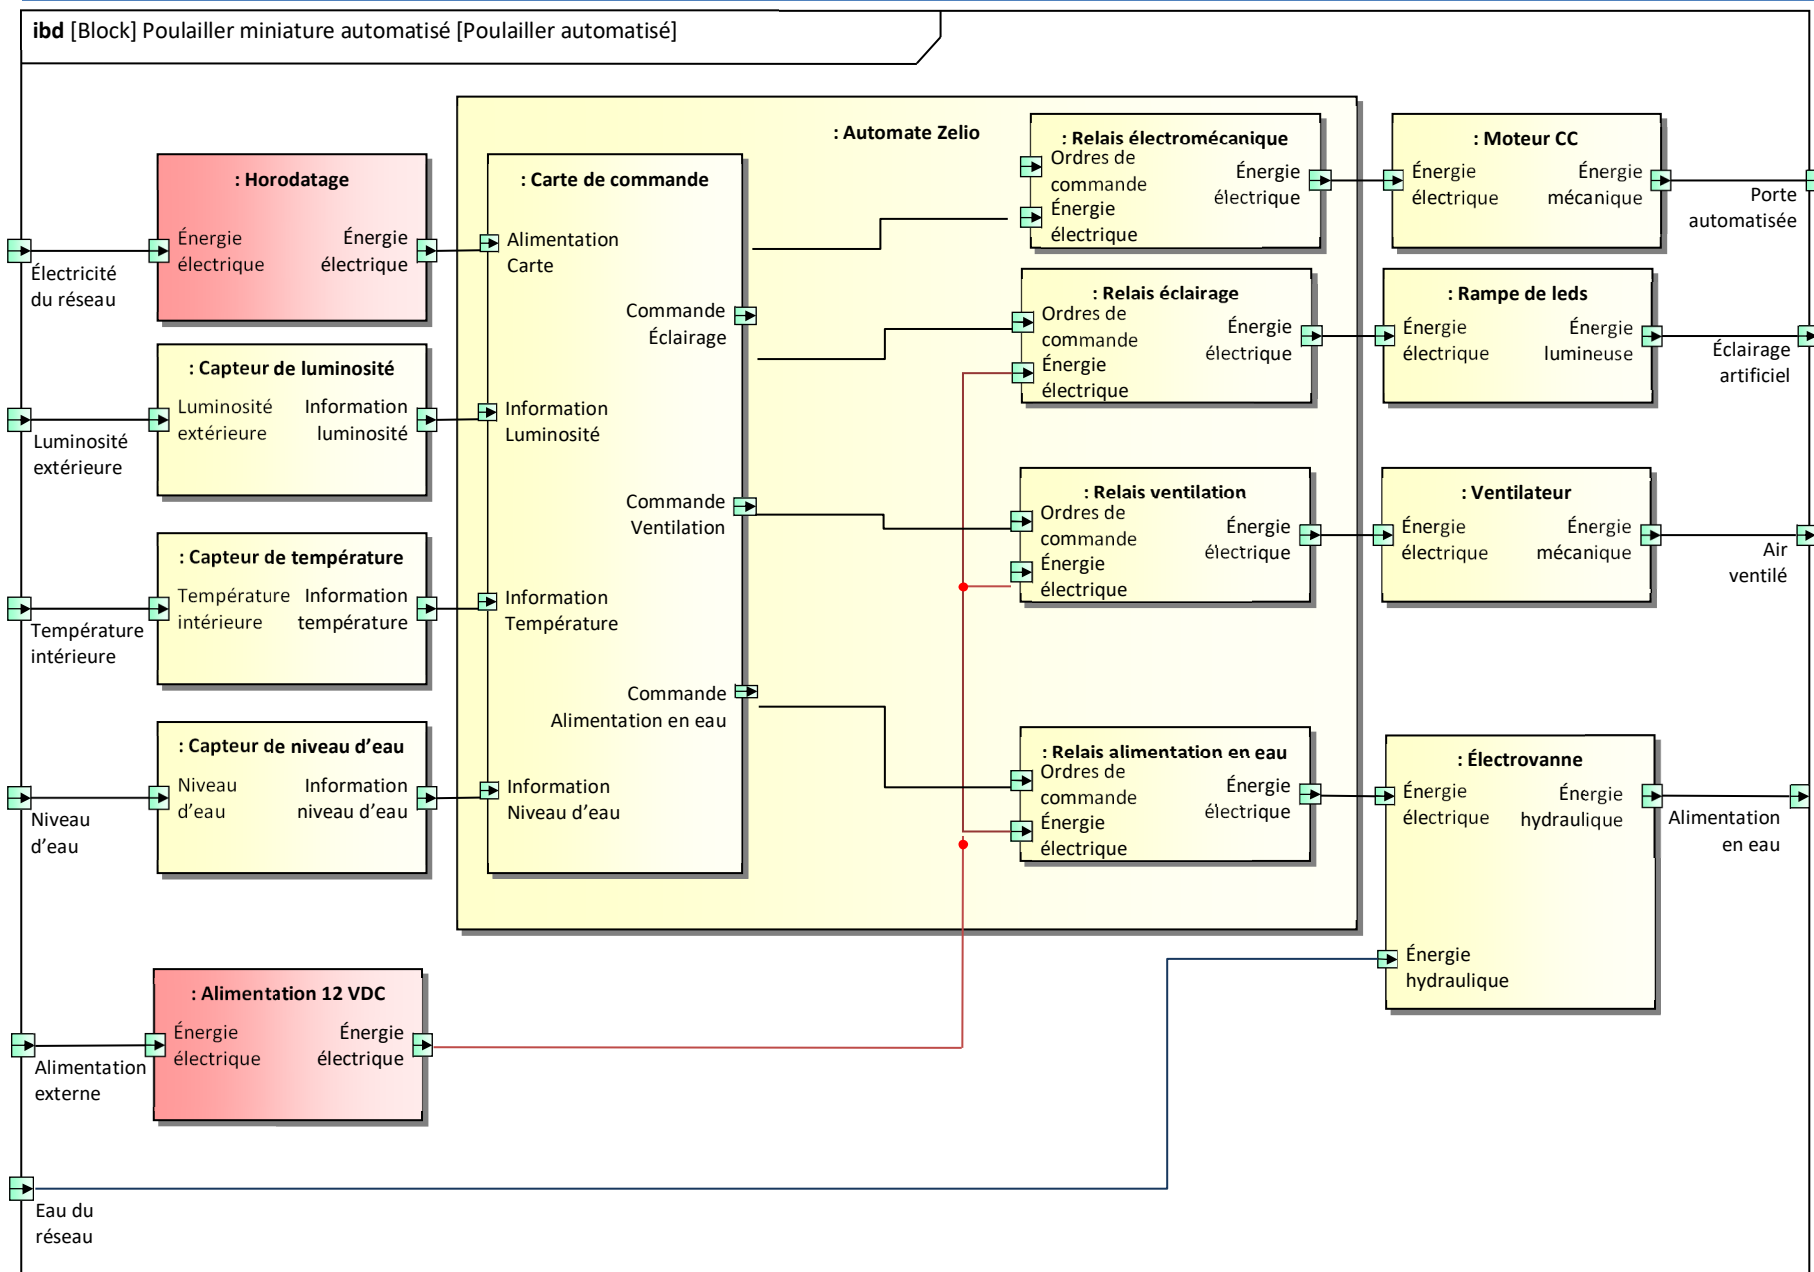 ibd [Block] Poulailler miniature automatisé [Poulailler automatisé]
: Automate Zelio
: Horodatage
Énergie
électrique
Énergie
électrique
Électricité
du réseau
: Capteur de luminosité
Luminosité
extérieure
Information
luminosité
Luminosité
extérieure
: Capteur de température
Température
intérieure
Information
température
Température
intérieure
: Capteur de niveau d’eau
Niveau
d’eau
Information
niveau d’eau
Niveau
d’eau
: Alimentation 12 VDC
Énergie
électrique
Énergie
électrique
Alimentation
externe
Eau du
réseau
: Carte de commande
Alimentation
Carte
Commande
Éclairage
Information
Luminosité
Commande
Ventilation
Information
Température
Commande
Alimentation en eau
Information
Niveau d’eau
: Relais électromécanique
Ordres de
commande
Énergie
électrique
Énergie
électrique
: Relais éclairage
Ordres de
commande
Énergie
électrique
Énergie
électrique
: Relais ventilation
Ordres de
commande
Énergie
électrique
Énergie
électrique
: Relais alimentation en eau
Ordres de
commande
Énergie
électrique
Énergie
électrique
: Moteur CC
Énergie
électrique
Énergie
mécanique
Porte
automatisée
: Rampe de leds
Énergie
électrique
Énergie
lumineuse
Éclairage
artificiel
: Ventilateur
Énergie
électrique
Énergie
mécanique
Air
ventilé
: Électrovanne
Énergie
électrique
Énergie
hydraulique
Énergie
hydraulique
Alimentation
en eau